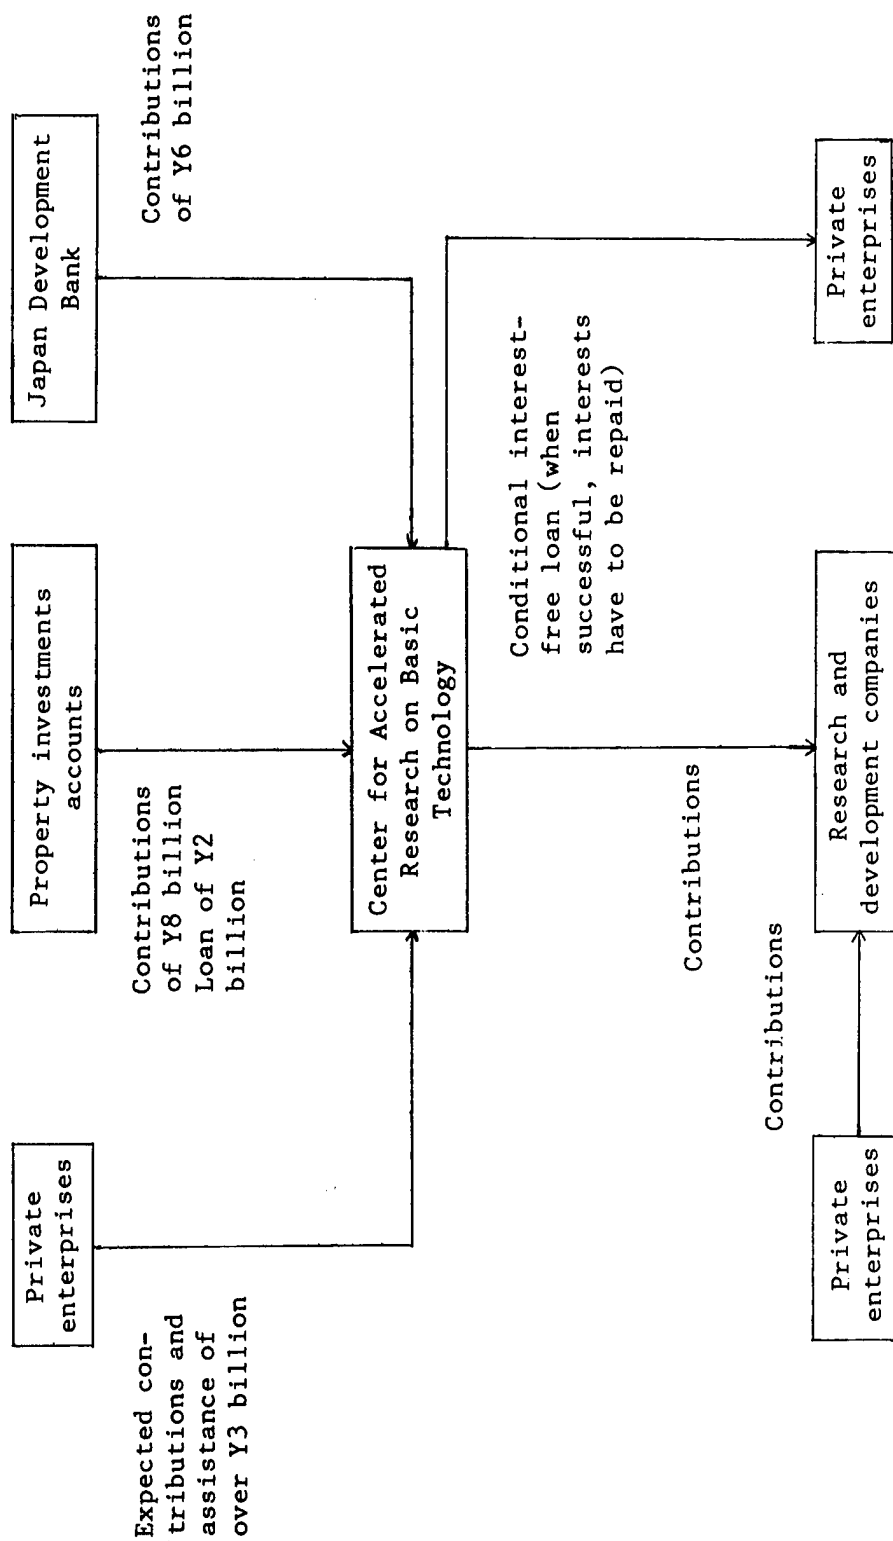 Private
enterprises
Property investments
accounts
Japan Development
Bank
Expected con-
tributions and
assistance of
over Y3 billion
Contributions
of Y8 billion
Loan of Y2
billion
Contributions
of Y6 billion
Center for Accelerated
Research on Basic
Technology
Conditional interest-
free loan (when
successful, interests
have to be repaid)
Contributions
Contributions
Private
enterprises
Research and
development companies
Private
enterprises